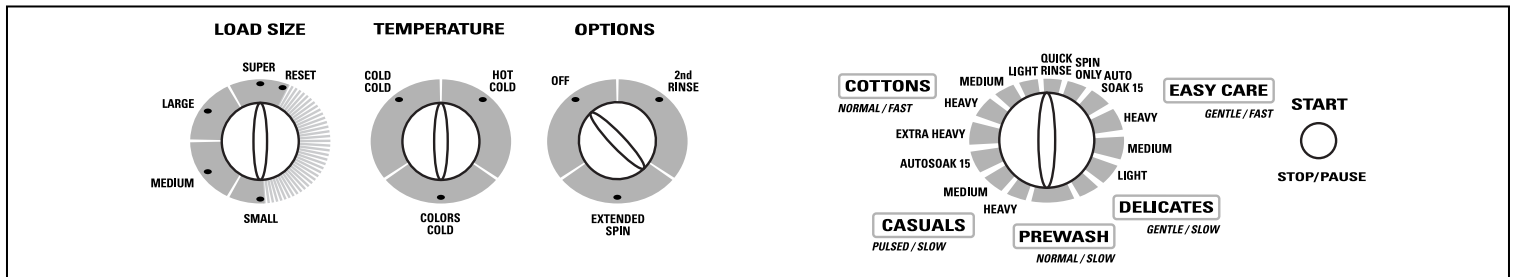 LOAD SIZE
SUPER
RESET
LARGE
MEDIUM
SMALL
TEMPERATURE
COLD
COLD
HOT
COLD
COLORS
COLD
OPTIONS
OFF
2nd
RINSE
EXTENDED
SPIN
COTTONS
NORMAL / FAST
QUICK
RINSE
SPIN
ONLY
AUTO
SOAK 15
LIGHT
MEDIUM
HEAVY
EXTRA HEAVY
AUTOSOAK 15
MEDIUM
HEAVY
CASUALS
PULSED / SLOW
PREWASH
NORMAL / SLOW
EASY CARE
GENTLE / FAST
HEAVY
MEDIUM
LIGHT
DELICATES
GENTLE / SLOW
START
STOP/PAUSE